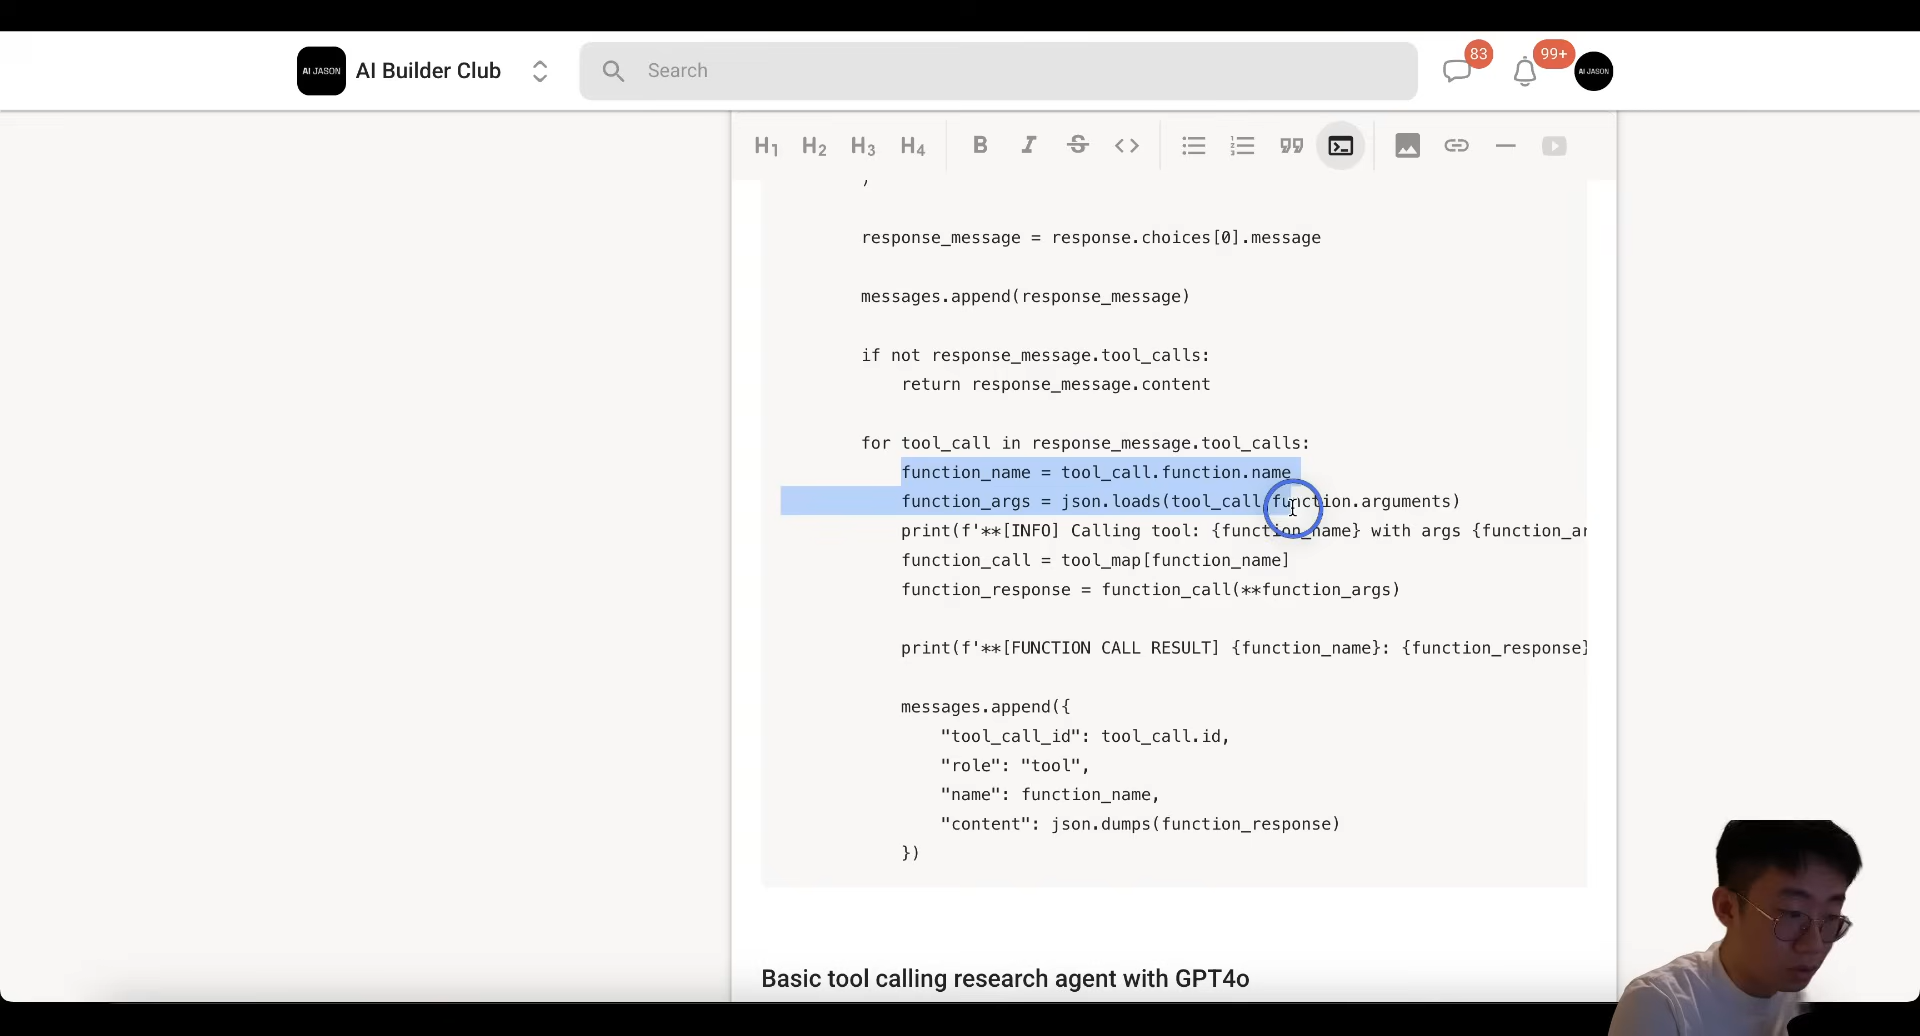 AI JASON
AI Builder Club
Search
83
99+
AI JASON
H1 H2 H3 H4 B I S <>
)
response_message = response.choices[0].message
messages.append(response_message)
if not response_message.tool_calls:
return response_message.content
for tool_call in response_message.tool_calls:
function_name = tool_call.function.name
function_args = json.loads(tool_call.function.arguments)
print(f'**[INFO] Calling tool: {function_name} with args {function_ar
function_call = tool_map[function_name]
function_response = function_call(**function_args)
print(f'**[FUNCTION CALL RESULT] {function_name}: {function_response}
messages.append({
"tool_call_id": tool_call.id,
"role": "tool",
"name": function_name,
"content": json.dumps(function_response)
})
Basic tool calling research agent with GPT4o